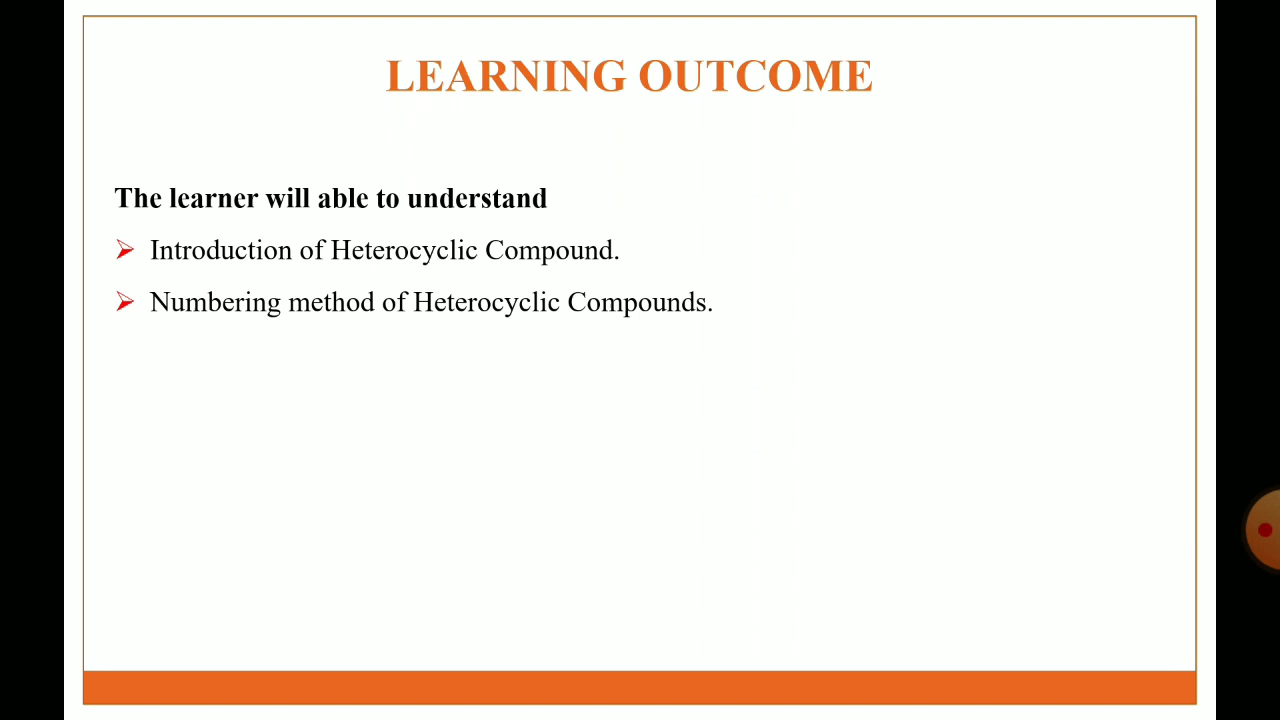 LEARNING OUTCOME
The learner will able to understand
Introduction of Heterocyclic Compound.
Numbering method of Heterocyclic Compounds.